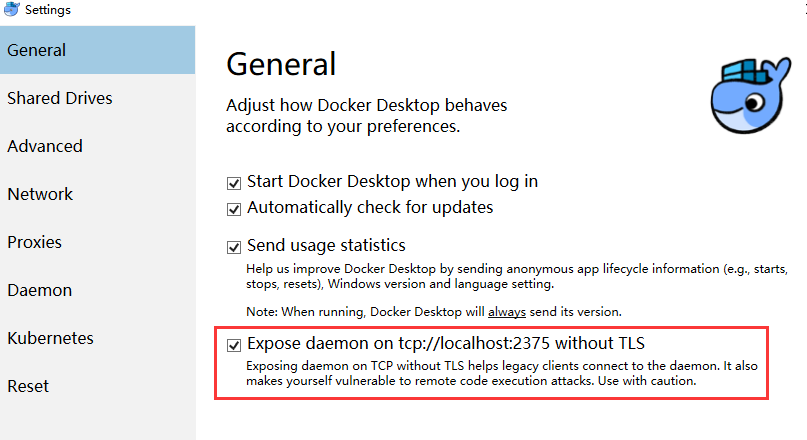 Settings
General
Shared Drives
Advanced
Network
Proxies
Daemon
Kubernetes
Reset
General
Adjust how Docker Desktop behaves
according to your preferences.
Start Docker Desktop when you log in
Automatically check for updates
Send usage statistics
Help us improve Docker Desktop by sending anonymous app lifecycle information (e.g., starts,
stops, resets), Windows version and language setting.
Note: When running, Docker Desktop will always send its version.
Expose daemon on tcp://localhost:2375 without TLS
Exposing daemon on TCP without TLS helps legacy clients connect to the daemon. It also
makes yourself vulnerable to remote code execution attacks. Use with caution.